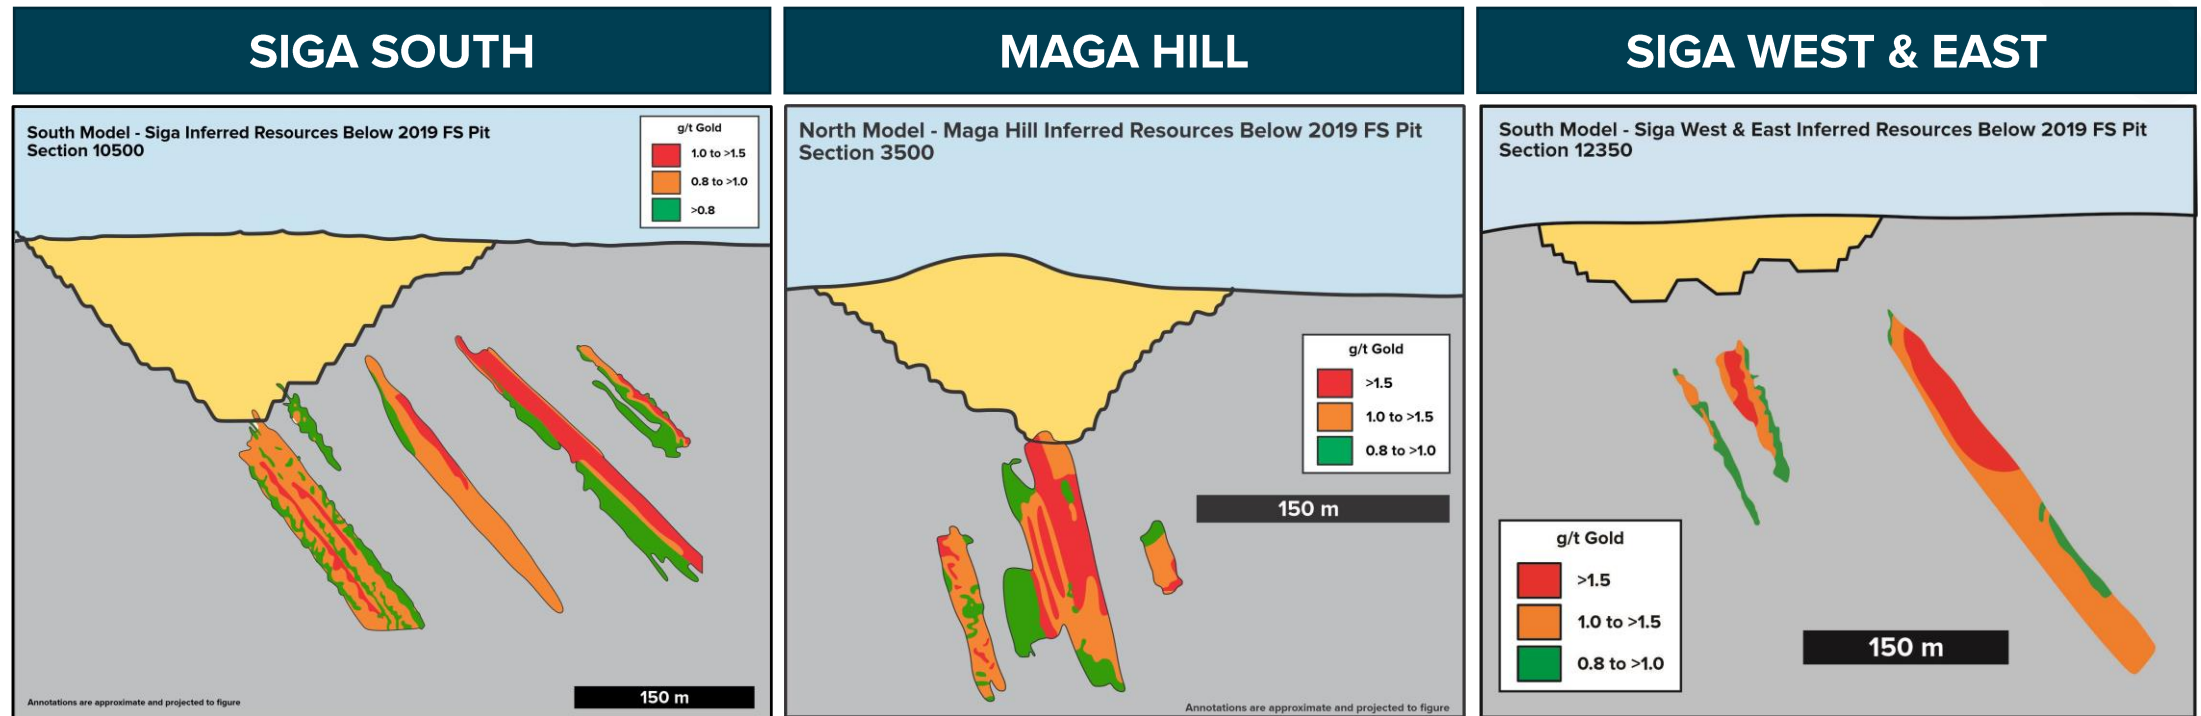 SIGA SOUTH
South Model - Siga Inferred Resources Below 2019 FS Pit
Section 10500
g/t Gold
1.0 to >1.5
0.8 to >1.0
>0.8
Annotations are approximate and projected to figure
150 m
MAGA HILL
North Model - Maga Hill Inferred Resources Below 2019 FS Pit
Section 3500
g/t Gold
>1.5
1.0 to >1.5
0.8 to >1.0
150 m
Annotations are approximate and projected to figure
SIGA WEST & EAST
South Model - Siga West & East Inferred Resources Below 2019 FS Pit
Section 12350
g/t Gold
>1.5
1.0 to >1.5
0.8 to >1.0
150 m